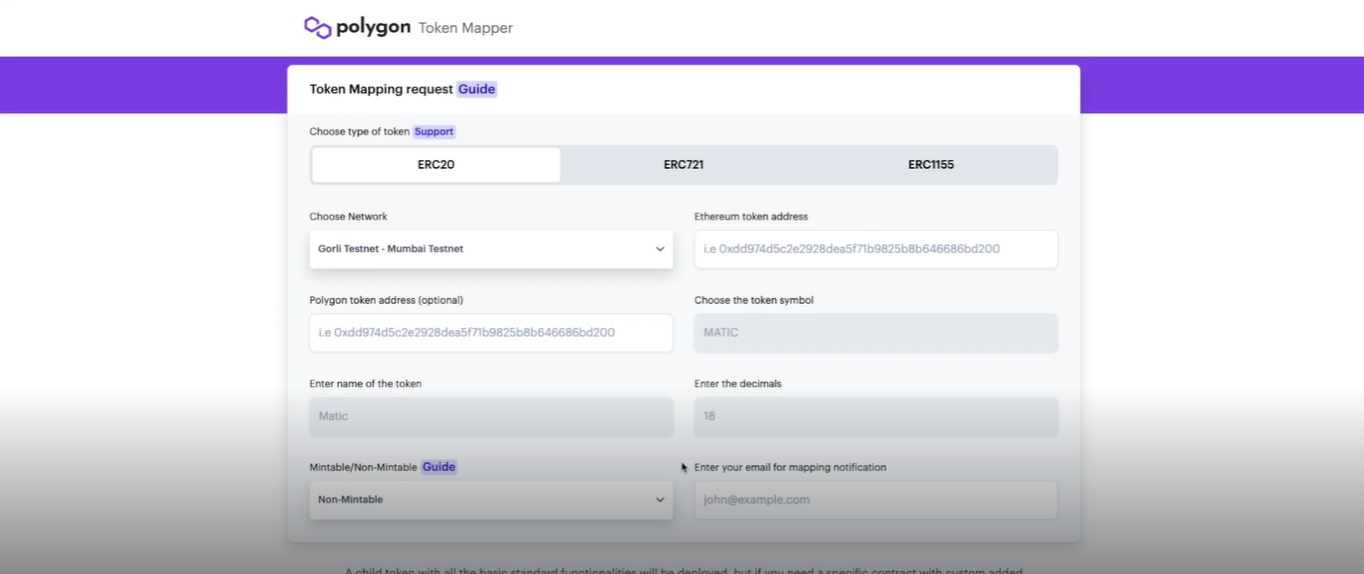 polygon Token Mapper
Token Mapping request Guide
Choose type of token Support
ERC20 ERC721 ERC1155
Choose Network
Gorli Testnet - Mumbai Testnet
Ethereum token address
i.e 0xdd974d5c2e2928dea5f71b9825b8b646686bd200
Polygon token address (optional)
i.e 0xdd974d5c2e2928dea5f71b9825b8b646686bd200
Choose the token symbol
MATIC
Enter name of the token
Matic
Enter the decimals
18
Mintable/Non-Mintable Guide
Non-Mintable
Enter your email for mapping notification
john@example.com
A child token with all the basic standard functionalities will be deployed, but if you need a specific contract with custom added